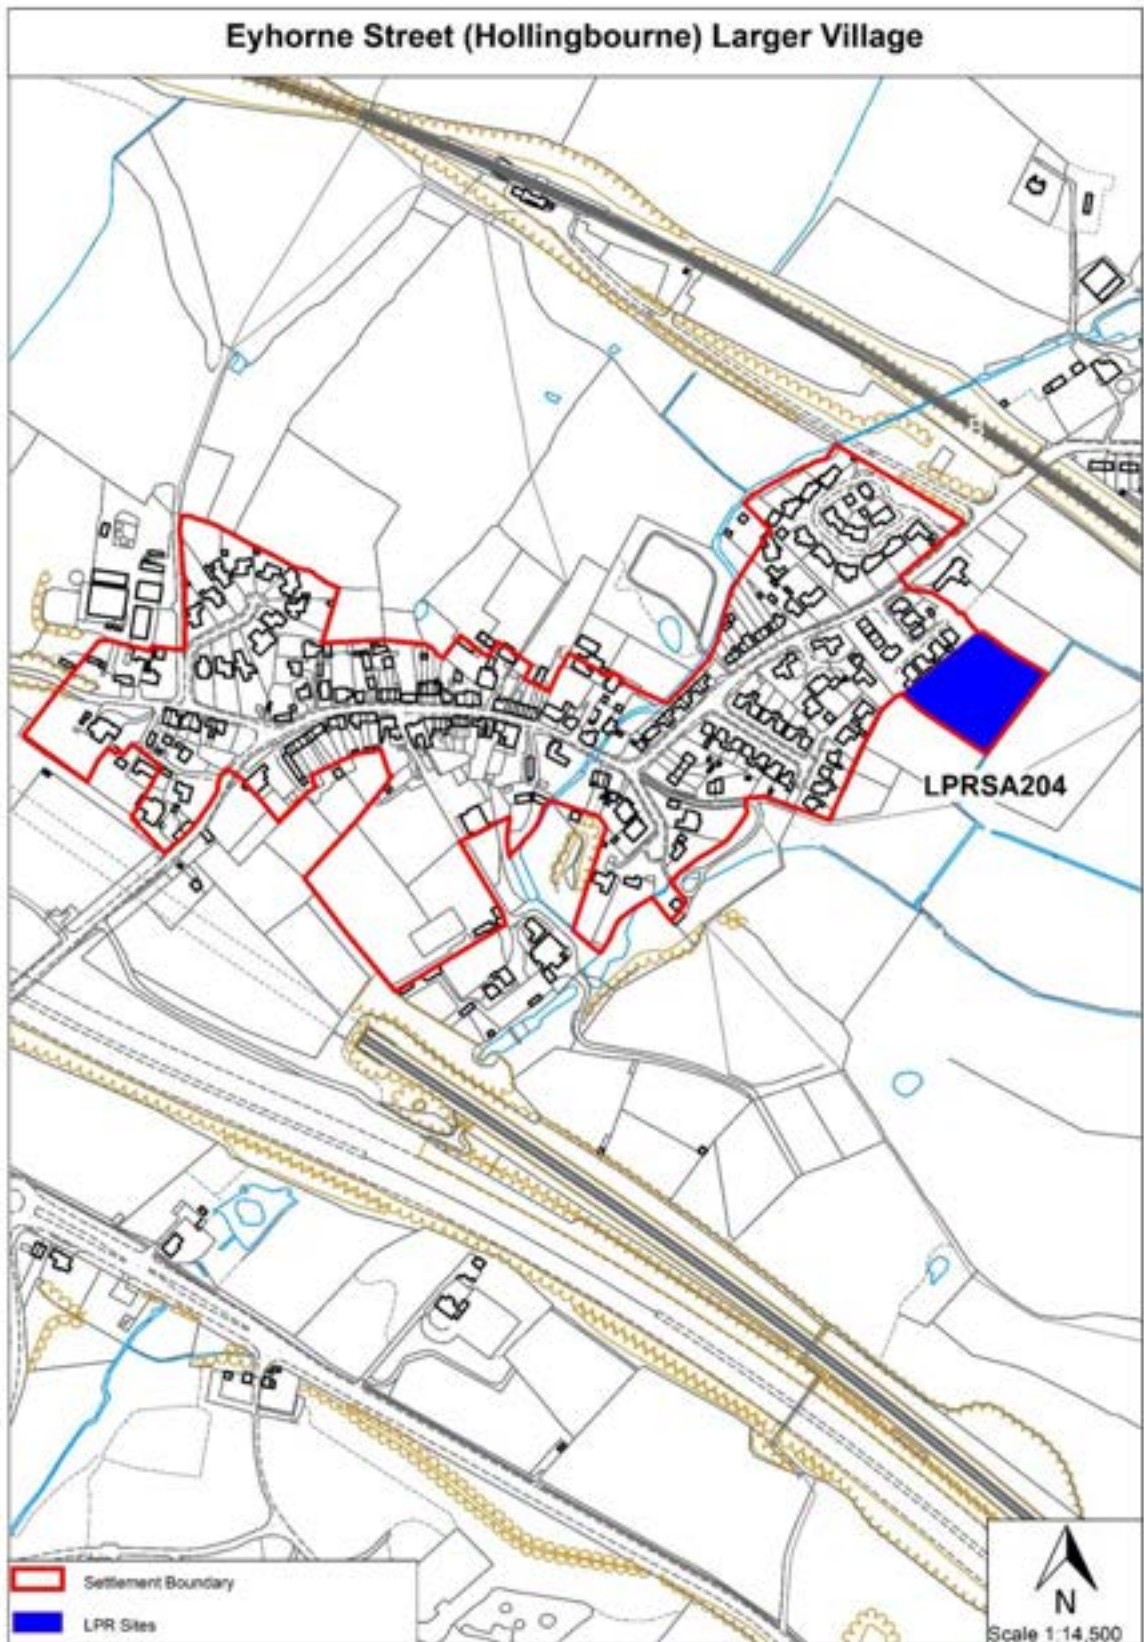 Eyhorne Street (Hollingbourne) Larger Village
LPRSA204
Settlement Boundary
LPR Sites
N
Scale 1:14,500